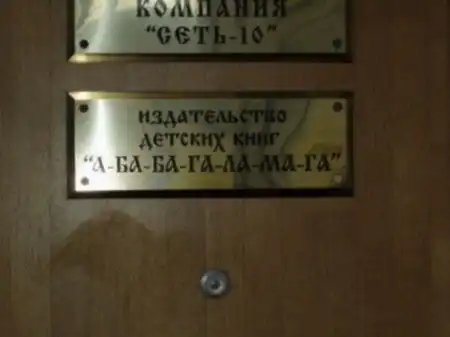 КОМПАНИЯ
"СЕТЬ-10"
ИЗДАТЕЛЬСТВО
ДЕТСКИХ КНИГ
"А-БА-БА-ГА-ЛА-МА-ГА"